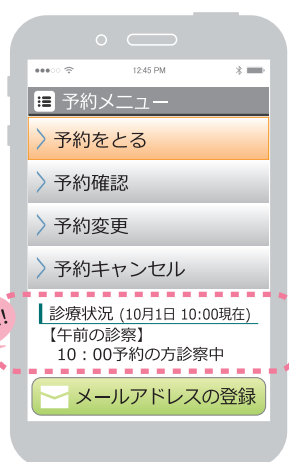 12:45 PM
予約メニュー
予約をとる
予約確認
予約変更
予約キャンセル
診療状況 (10月1日 10:00現在)
【午前の診察】
10：00予約の方診察中
メールアドレスの登録